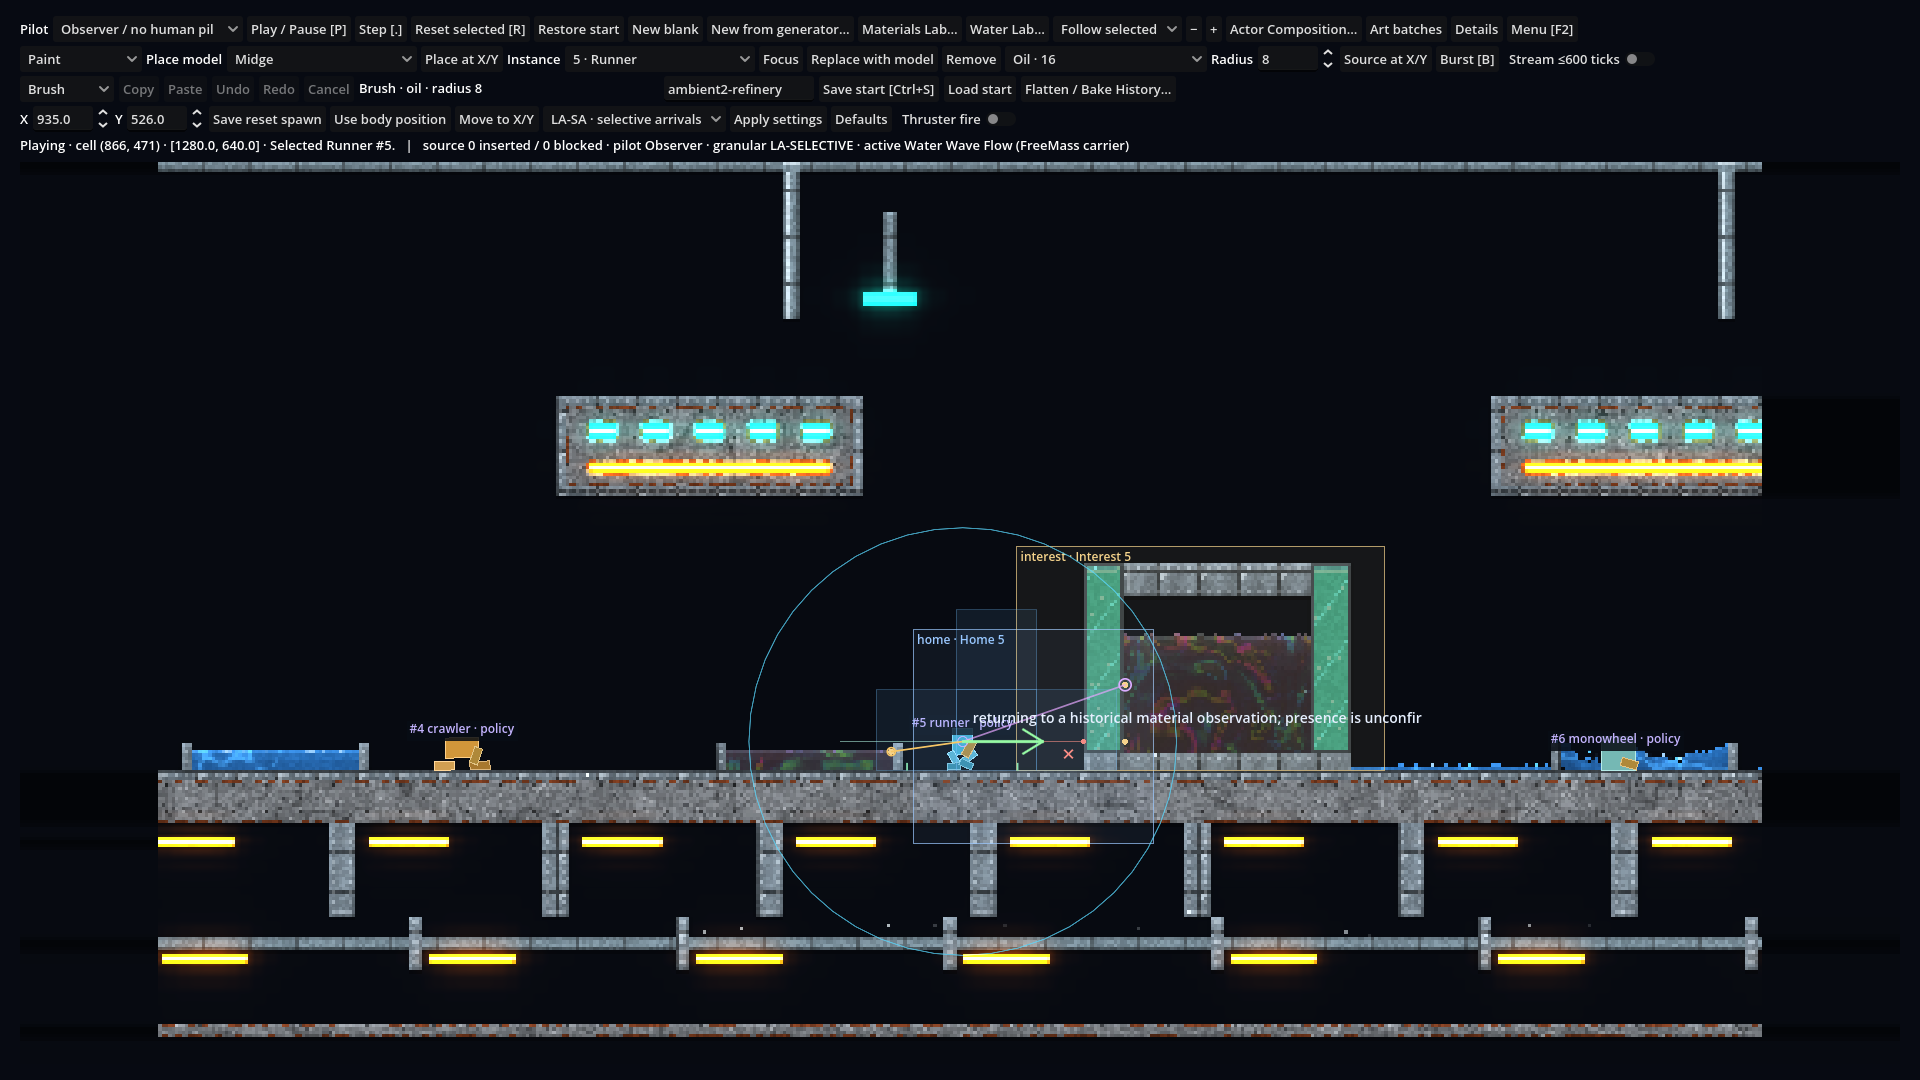 Pilot Observer / no human pil Play / Pause [P] Step [.] Reset selected [R] Restore start New blank New from generator... Materials Lab... Water Lab... Follow selected − + Actor Composition... Art batches Details Menu [F2]
Paint Place model Midge Place at X/Y Instance 5 · Runner Focus Replace with model Remove Oil · 16 Radius 8 Source at X/Y Burst [B] Stream ≤600 ticks
Brush Copy Paste Undo Redo Cancel Brush · oil · radius 8 ambient2-refinery Save start [Ctrl+S] Load start Flatten / Bake History...
X 935.0 Y 526.0 Save reset spawn Use body position Move to X/Y LA-SA · selective arrivals Apply settings Defaults Thruster fire
Playing · cell (866, 471) · [1280.0, 640.0] · Selected Runner #5. | source 0 inserted / 0 blocked · pilot Observer · granular LA-SELECTIVE · active Water Wave Flow (FreeMass carrier)
interest · Interest 5
home · Home 5
returning to a historical material observation; presence is unconfir
#5 runner · policy
#4 crawler · policy
#6 monowheel · policy